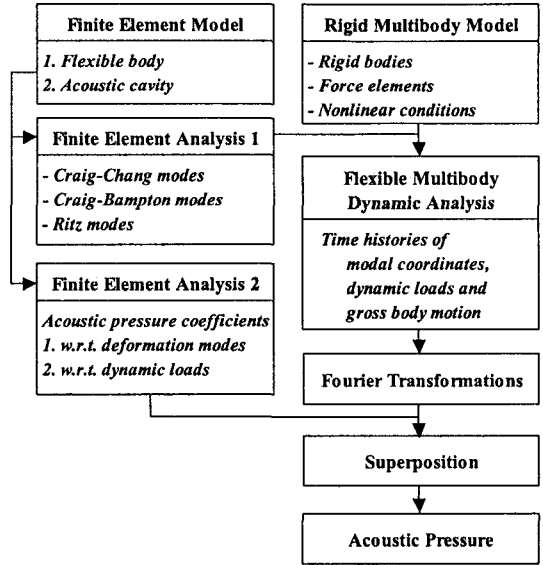 Finite Element Model
1. Flexible body
2. Acoustic cavity
Rigid Multibody Model
- Rigid bodies
- Force elements
- Nonlinear conditions
Finite Element Analysis 1
- Craig-Chang modes
- Craig-Bampton modes
- Ritz modes
Flexible Multibody
Dynamic Analysis
Time histories of
modal coordinates,
dynamic loads and
gross body motion
Finite Element Analysis 2
Acoustic pressure coefficients
1. w.r.t. deformation modes
2. w.r.t. dynamic loads
Fourier Transformations
Superposition
Acoustic Pressure